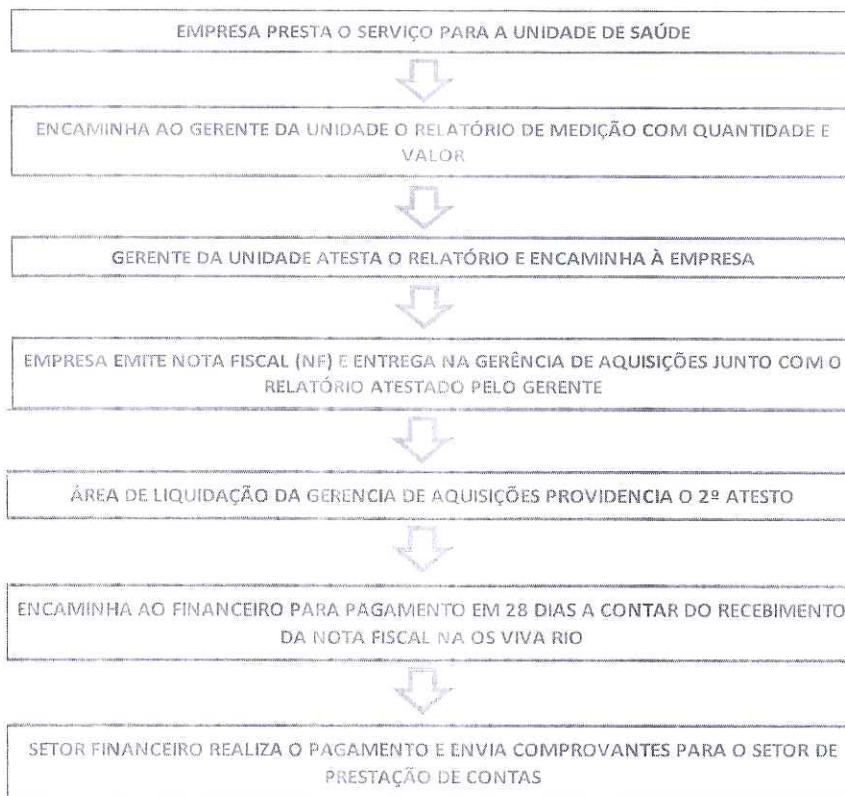 EMPRESA PRESTA O SERVIÇO PARA A UNIDADE DE SAÚDE
ENCAMINHA AO GERENTE DA UNIDADE O RELATÓRIO DE MEDIÇÃO COM QUANTIDADE E
VALOR
GERENTE DA UNIDADE ATESTA O RELATÓRIO E ENCAMINHA À EMPRESA
EMPRESA EMITE NOTA FISCAL (NF) E ENTREGA NA GERÊNCIA DE AQUISIÇÕES JUNTO COM O
RELATÓRIO ATESTADO PELO GERENTE
ÁREA DE LIQUIDAÇÃO DA GERENCIA DE AQUISIÇÕES PROVIDENCIA O 2º ATESTO
ENCAMINHA AO FINANCEIRO PARA PAGAMENTO EM 28 DIAS A CONTAR DO RECEBIMENTO
DA NOTA FISCAL NA OS VIVA RIO
SETOR FINANCEIRO REALIZA O PAGAMENTO E ENVIA COMPROVANTES PARA O SETOR DE
PRESTAÇÃO DE CONTAS